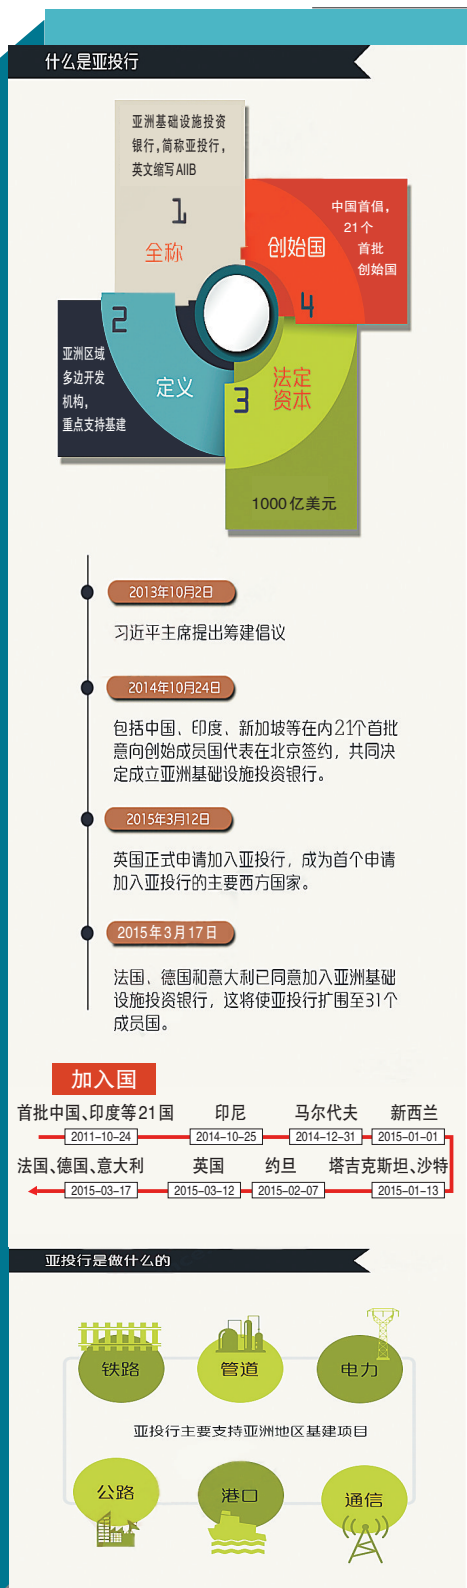 什么是亚投行
亚洲基础设施投资
银行,简称亚投行,
英文缩写AIIB
1
全称
创始国
中国首倡,
21个
首批
创始国
4
2
亚洲区域
多边开发
机构,
重点支持基建
定义
3
法定
资本
1000亿美元
2013年10月2日
习近平主席提出筹建倡议
2014年10月24日
包括中国、印度、新加坡等在内21个首批
意向创始成员国代表在北京签约，共同决
定成立亚洲基础设施投资银行。
2015年3月12日
英国正式申请加入亚投行，成为首个申请
加入亚投行的主要西方国家。
2015年3月17日
法国、德国和意大利已同意加入亚洲基础
设施投资银行，这将使亚投行扩围至31个
成员国。
加入国
首批中国、印度等21国 印尼 马尔代夫 新西兰
2011-10-24 2014-10-25 2014-12-31 2015-01-01
法国、德国、意大利 英国 约旦 塔吉克斯坦、沙特
2015-03-17 2015-03-12 2015-02-07 2015-01-13
亚投行是做什么的
铁路 管道 电力
亚投行主要支持亚洲地区基建项目
公路 港口 通信